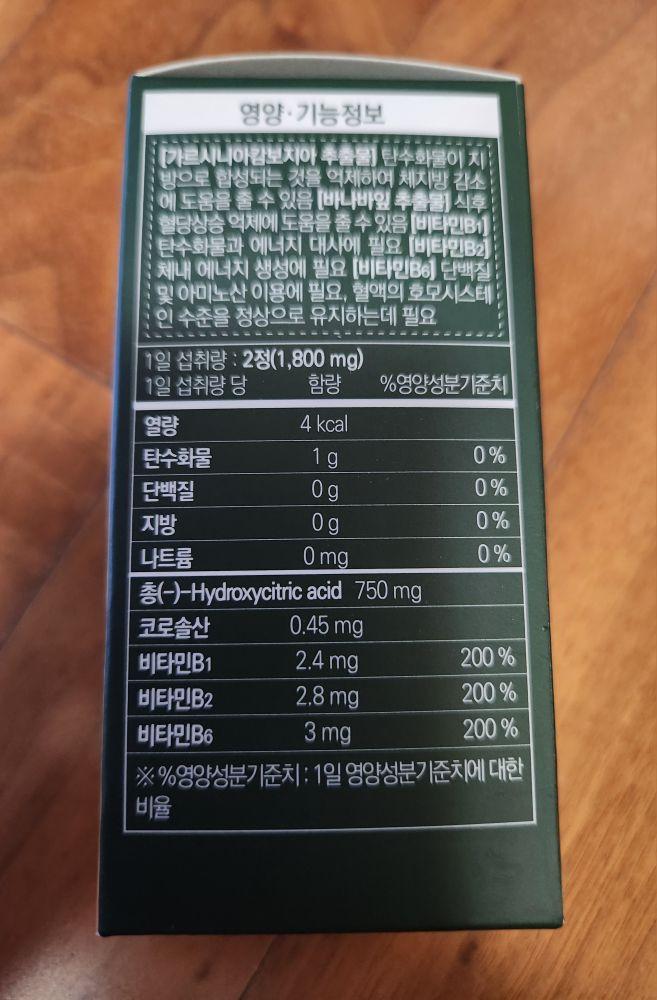 영양·기능정보
[가르시니아캄보지아 추출물] 탄수화물이 지
방으로 합성되는 것을 억제하여 체지방 감소
에 도움을 줄 수 있음 [바나바잎 추출물] 식후
혈당상승 억제에 도움을 줄 수 있음 [비타민B1]
탄수화물과 에너지 대사에 필요 [비타민B2]
체내 에너지 생성에 필요 [비타민B6] 단백질
및 아미노산 이용에 필요, 혈액의 호모시스테
인 수준을 정상으로 유지하는데 필요
1일 섭취량 : 2정(1,800 mg)
1일 섭취량 당 함량 %영양성분기준치
열량 4 kcal
탄수화물 1 g 0 %
단백질 0 g 0 %
지방 0 g 0 %
나트륨 0 mg 0 %
총(-)-Hydroxycitric acid 750 mg
코로솔산 0.45 mg
비타민B1 2.4 mg 200 %
비타민B2 2.8 mg 200 %
비타민B6 3 mg 200 %
※ %영양성분기준치 : 1일 영양성분기준치에 대한
비율